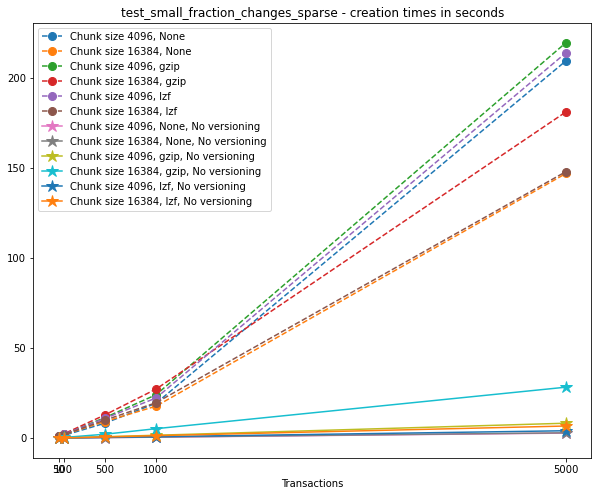 test_small_fraction_changes_sparse - creation times in seconds
Chunk size 4096, None
Chunk size 16384, None
Chunk size 4096, gzip
Chunk size 16384, gzip
Chunk size 4096, lzf
Chunk size 16384, lzf
Chunk size 4096, None, No versioning
Chunk size 16384, None, No versioning
Chunk size 4096, gzip, No versioning
Chunk size 16384, gzip, No versioning
Chunk size 4096, lzf, No versioning
Chunk size 16384, lzf, No versioning
200
150
100
50
0
50 100 500 1000 5000
Transactions